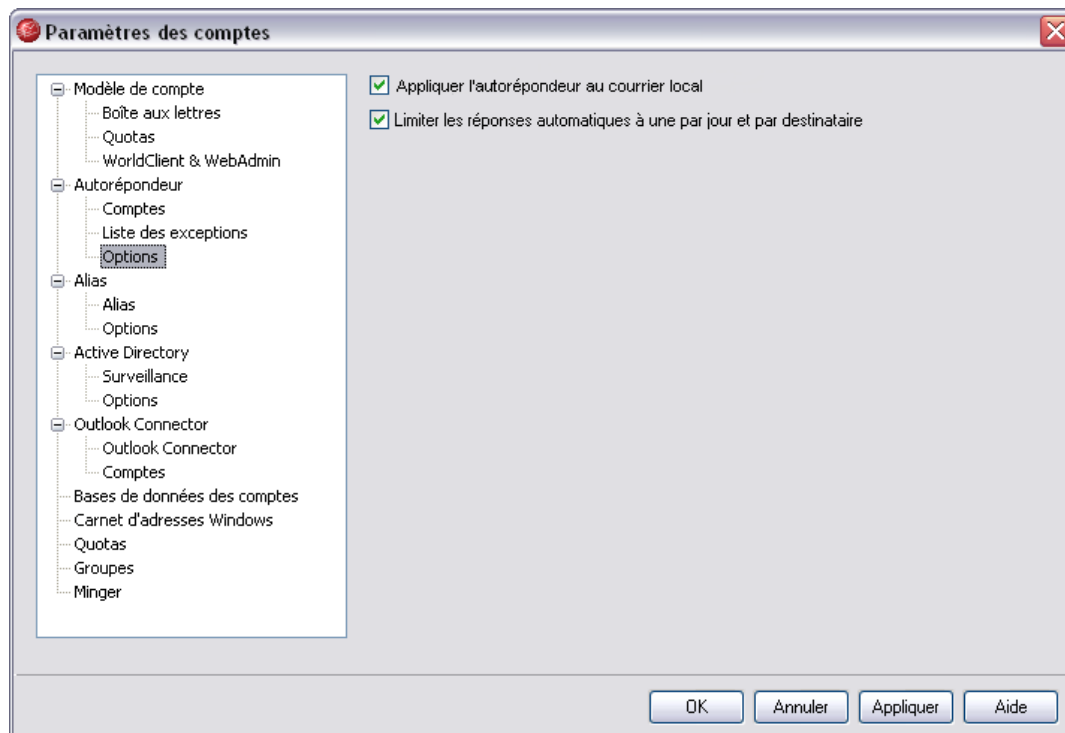 Paramètres des comptes
Modèle de compte
Boîte aux lettres
Quotas
WorldClient & WebAdmin
Autorépondeur
Comptes
Liste des exceptions
Options
Alias
Alias
Options
Active Directory
Surveillance
Options
Outlook Connector
Outlook Connector
Comptes
Bases de données des comptes
Carnet d'adresses Windows
Quotas
Groupes
Minger
Appliquer l'autorépondeur au courrier local
Limiter les réponses automatiques à une par jour et par destinataire
OK
Annuler
Appliquer
Aide